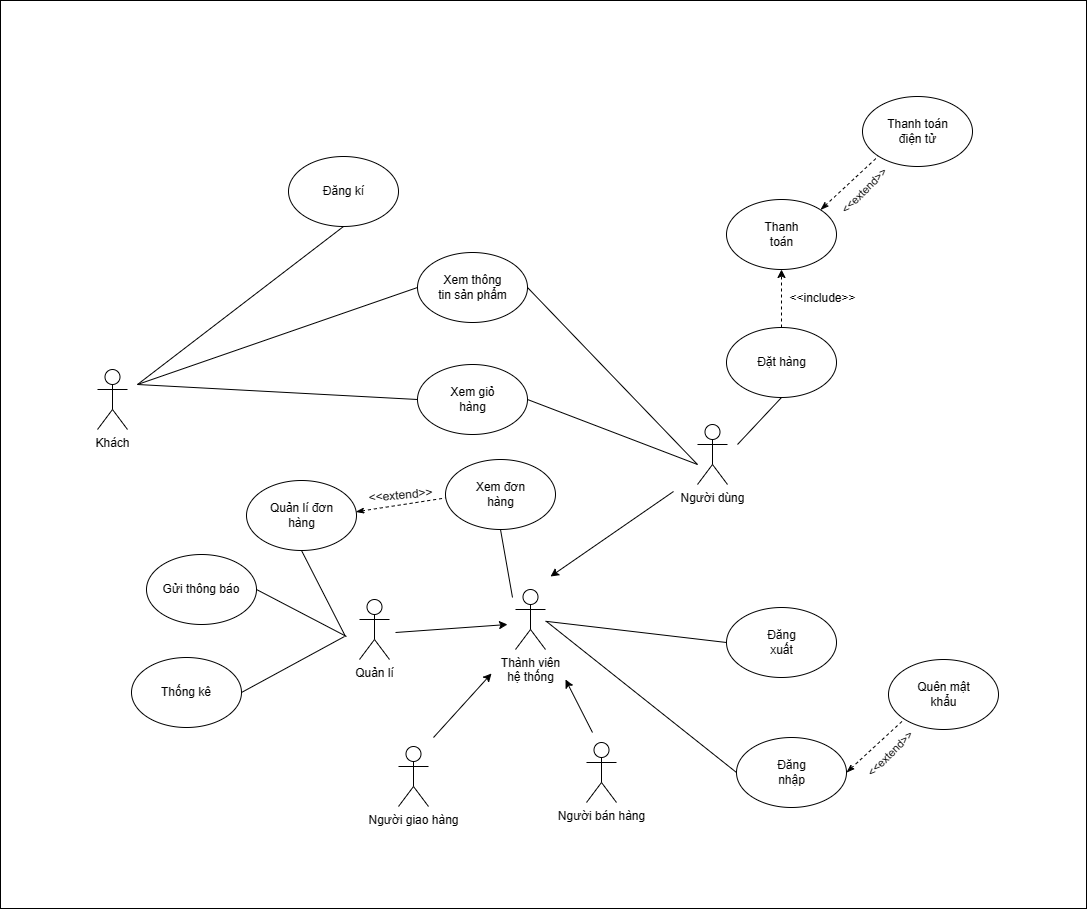 Thanh toán
điện tử
<<extend>>
Đăng kí
Thanh
toán
Xem thông
tin sản phẩm
<<include>>
Đặt hàng
Xem giỏ
hàng
Khách
Người dùng
Xem đơn
hàng
<<extend>>
Quản lí đơn
hàng
Gửi thông báo
Thống kê
Quản lí
Thành viên
hệ thống
Đăng
xuất
Quên mật
khẩu
<<extend>>
Đăng
nhập
Người giao hàng
Người bán hàng